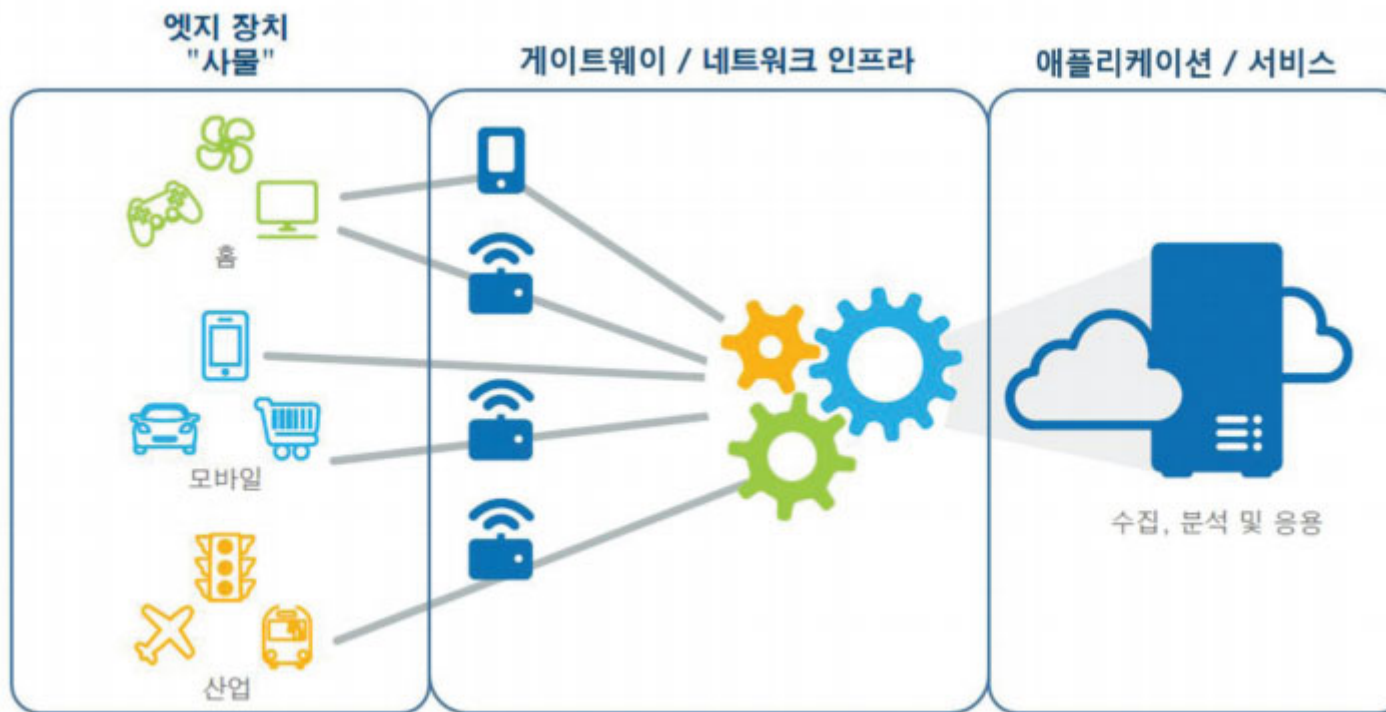 엣지 장치
"사물"
게이트웨이 / 네트워크 인프라
애플리케이션 / 서비스
홈
모바일
산업
수집, 분석 및 응용